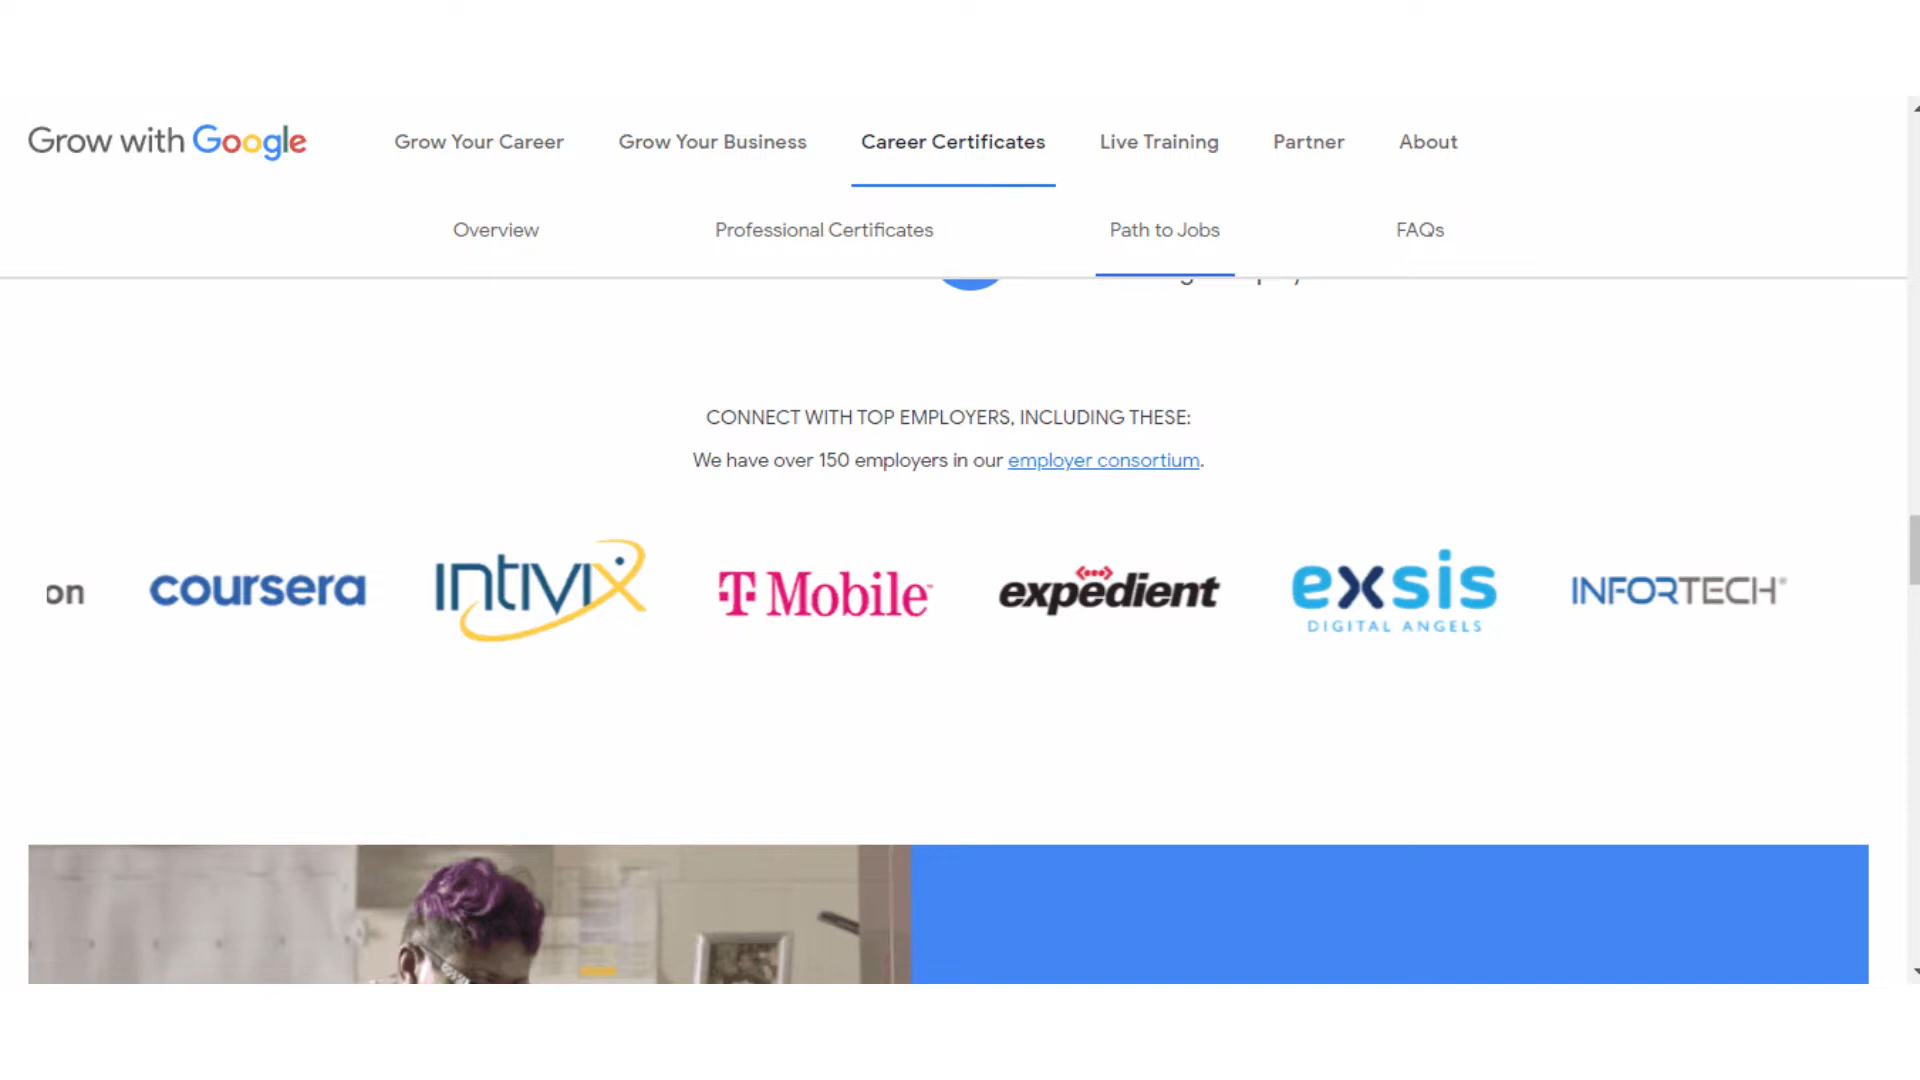 Grow with Google
Grow Your Career
Grow Your Business
Career Certificates
Live Training
Partner
About
Overview
Professional Certificates
Path to Jobs
FAQs
CONNECT WITH TOP EMPLOYERS, INCLUDING THESE:
We have over 150 employers in our employer consortium.
on
coursera
INTIVIX
T Mobile™
expedient
exsis
DIGITAL ANGELS
INFORTECH®